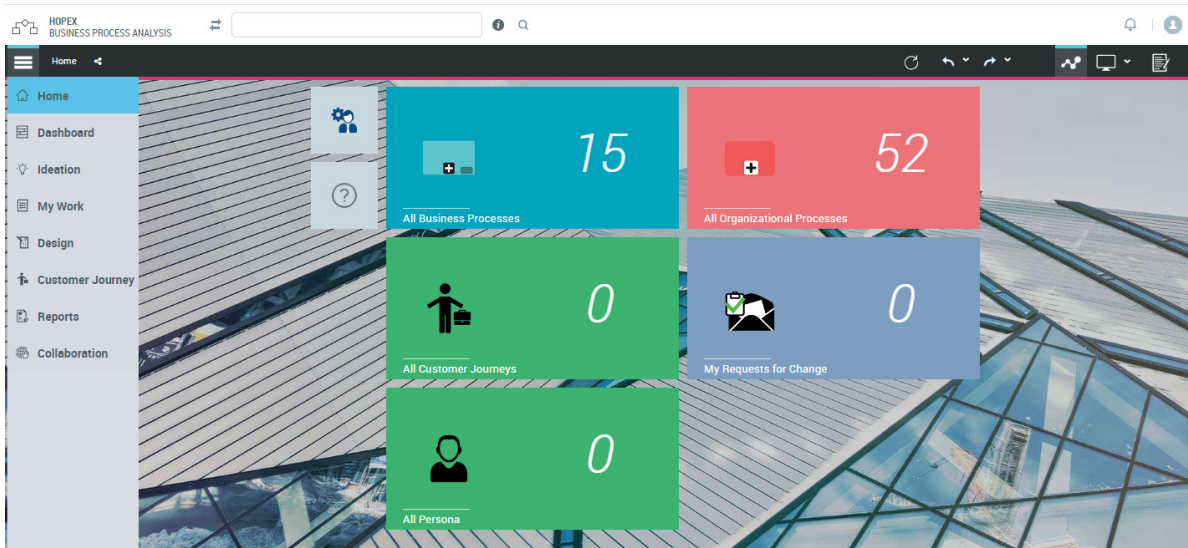 HOPEX
BUSINESS PROCESS ANALYSIS
Home
Home
Dashboard
Ideation
My Work
Design
Customer Journey
Reports
Collaboration
15
All Business Processes
52
All Organizational Processes
0
All Customer Journeys
0
My Requests for Change
0
All Persona